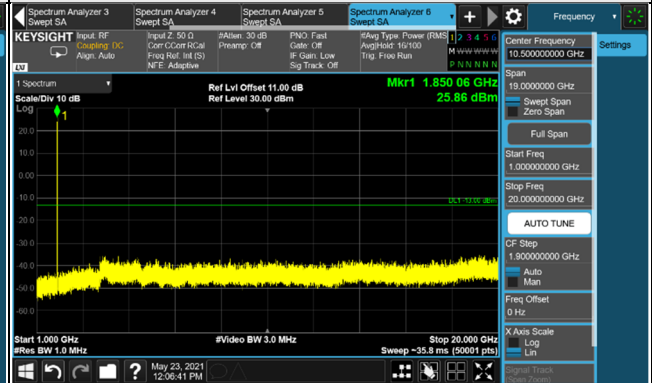 Spectrum Analyzer 3
Swept SA
Spectrum Analyzer 4
Swept SA
Spectrum Analyzer 5
Swept SA
Spectrum Analyzer 6
Swept SA
Frequency
KEYSIGHT
Input: RF
Coupling: DC
Align: Auto
Input Z: 50 Ω
Corr CCorr RCal
Freq Ref: Int (S)
NFE: Adaptive
#Atten: 30 dB
Preamp: Off
PNO: Fast
Gate: Off
IF Gain: Low
Sig Track: Off
#Avg Type: Power (RMS
Avg|Hold: 16/100
Trig: Free Run
1 2 3 4 5 6
M W W W W W
P N N N N N
LXI
Settings
1 Spectrum
Scale/Div 10 dB
Log
Ref Lvl Offset 11.00 dB
Ref Level 30.00 dBm
Mkr1 1.850 06 GHz
25.86 dBm
1
20.0
10.0
0.00
-10.0
-20.0
-30.0
-40.0
-50.0
-60.0
DL1 -13.00 dBm
Start 1.000 GHz
#Res BW 1.0 MHz
#Video BW 3.0 MHz
Stop 20.000 GHz
Sweep ~35.8 ms (50001 pts)
Center Frequency
10.500000000 GHz
Span
19.0000000 GHz
Swept Span
Zero Span
Full Span
Start Freq
1.000000000 GHz
Stop Freq
20.000000000 GHz
AUTO TUNE
CF Step
1.900000000 GHz
Auto
Man
Freq Offset
0 Hz
X Axis Scale
Log
Lin
Signal Track
(Span Zoom)
?
May 23, 2021
12:06:41 PM